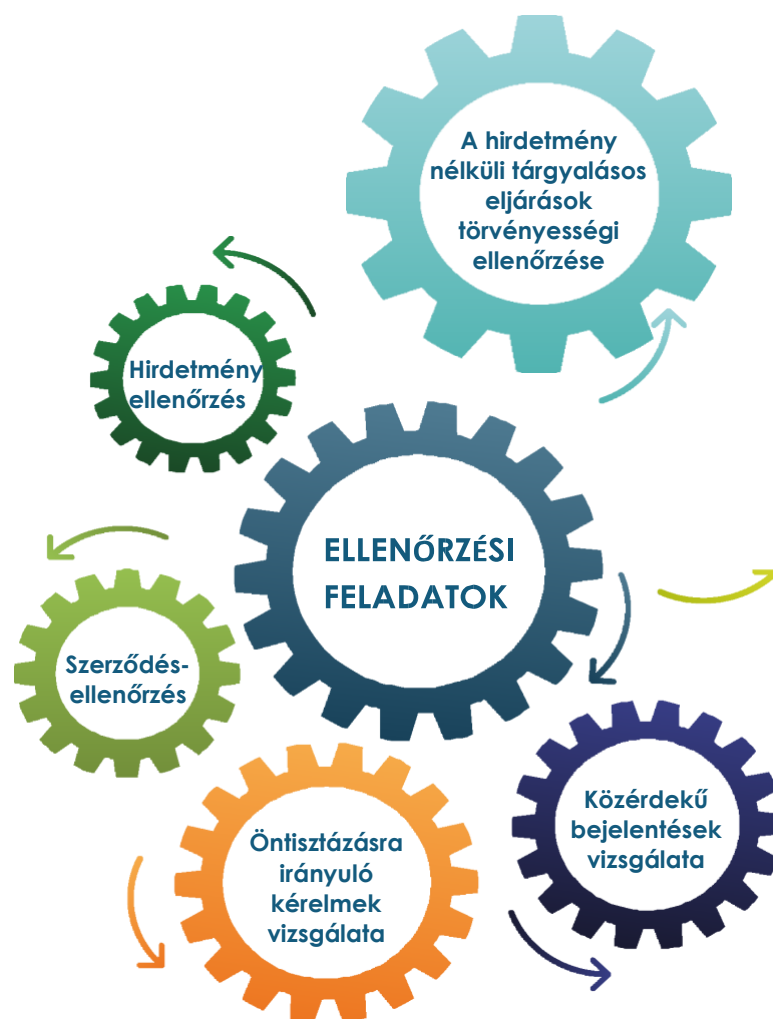 A hirdetmény
nélküli tárgyalásos
eljárások
törvényességi
ellenőrzése
Hirdetmény
ellenőrzés
ELLENŐRZÉSI
FELADATOK
Szerződés-
ellenőrzés
Közérdekű
bejelentések
vizsgálata
Öntisztázásra
irányuló
kérelmek
vizsgálata